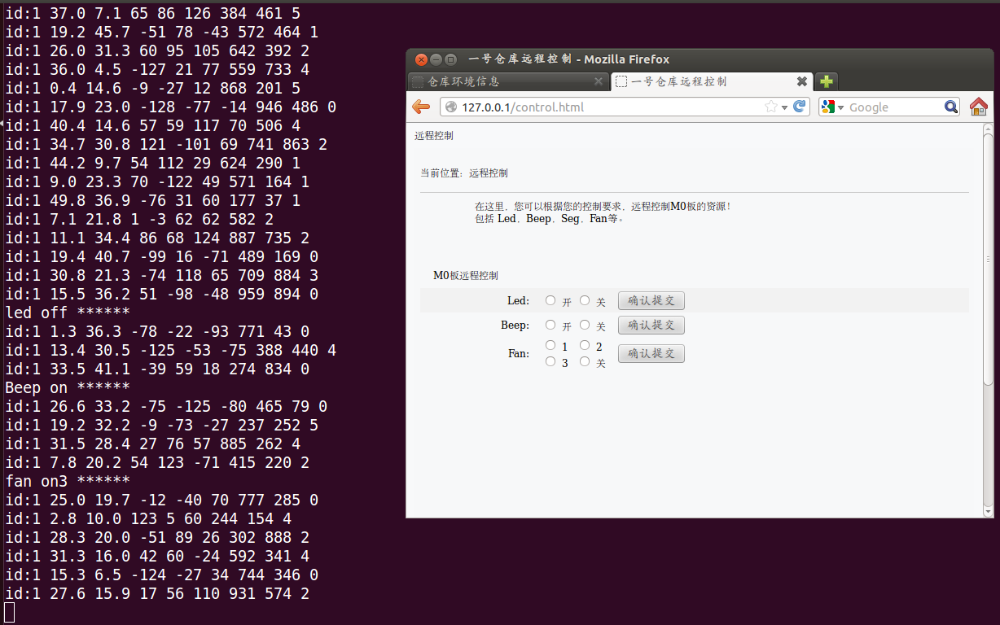 id:1 37.0 7.1 65 86 126 384 461 5
id:1 19.2 45.7 -51 78 -43 572 464 1
id:1 26.0 31.3 60 95 105 642 392 2
id:1 36.0 4.5 -127 21 77 559 733 4
id:1 0.4 14.6 -9 -27 12 868 201 5
id:1 17.9 23.0 -128 -77 -14 946 486 0
id:1 40.4 14.6 57 59 117 70 506 4
id:1 34.7 30.8 121 -101 69 741 863 2
id:1 44.2 9.7 54 112 29 624 290 1
id:1 9.0 23.3 70 -122 49 571 164 1
id:1 49.8 36.9 -76 31 60 177 37 1
id:1 7.1 21.8 1 -3 62 62 582 2
id:1 11.1 34.4 86 68 124 887 735 2
id:1 19.4 40.7 -99 16 -71 489 169 0
id:1 30.8 21.3 -74 118 65 709 884 3
id:1 15.5 36.2 51 -98 -48 959 894 0
led off ******
id:1 1.3 36.3 -78 -22 -93 771 43 0
id:1 13.4 30.5 -125 -53 -75 388 440 4
id:1 33.5 41.1 -39 59 18 274 834 0
Beep on ******
id:1 26.6 33.2 -75 -125 -80 465 79 0
id:1 19.2 32.2 -9 -73 -27 237 252 5
id:1 31.5 28.4 27 76 57 885 262 4
id:1 7.8 20.2 54 123 -71 415 220 2
fan on3 ******
id:1 25.0 19.7 -12 -40 70 777 285 0
id:1 2.8 10.0 123 5 60 244 154 4
id:1 28.3 20.0 -51 89 26 302 888 2
id:1 31.3 16.0 42 60 -24 592 341 4
id:1 15.3 6.5 -124 -27 34 744 346 0
id:1 27.6 15.9 17 56 110 931 574 2
一号仓库远程控制 - Mozilla Firefox
仓库环境信息 一号仓库远程控制
127.0.0.1/control.html Google
远程控制
当前位置：远程控制
在这里，您可以根据您的控制要求，远程控制M0板的资源！
包括 Led、Beep、Seg、Fan等。
M0板远程控制
Led: 开 关 确认提交
Beep: 开 关 确认提交
Fan: 1 2 确认提交
3 关